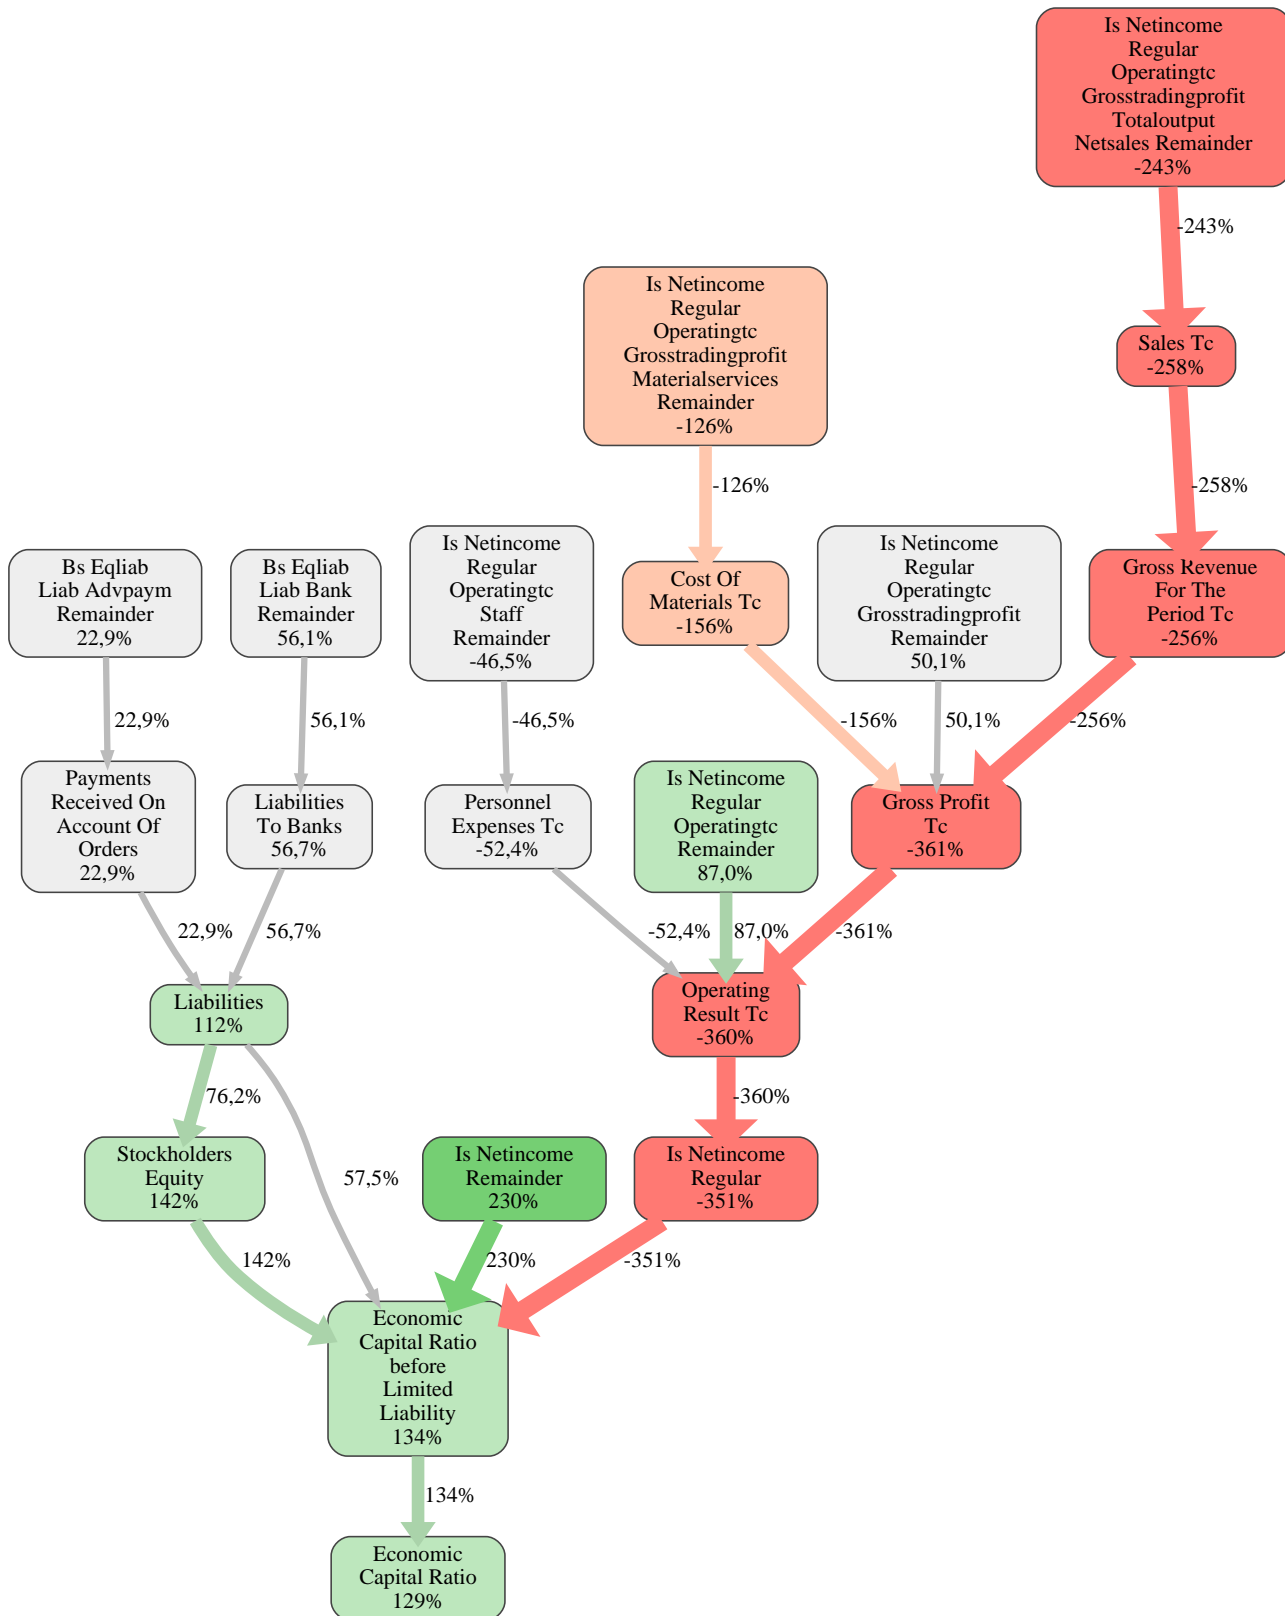 Is Netincome
Regular
Operatingtc
Grosstradingprofit
Totaloutput
Netsales Remainder
-243%
-243%
Is Netincome
Regular
Operatingtc
Grosstradingprofit
Materialservices
Remainder
-126%
Sales Tc
-258%
-126%
-258%
Bs Eqliab
Liab Advpaym
Remainder
22,9%
Bs Eqliab
Liab Bank
Remainder
56,1%
Is Netincome
Regular
Operatingtc
Staff
Remainder
-46,5%
Cost Of
Materials Tc
-156%
Is Netincome
Regular
Operatingtc
Grosstradingprofit
Remainder
50,1%
Gross Revenue
For The
Period Tc
-256%
22,9%
56,1%
-46,5%
-156%
50,1%
-256%
Payments
Received On
Account Of
Orders
22,9%
Liabilities
To Banks
56,7%
Personnel
Expenses Tc
-52,4%
Is Netincome
Regular
Operatingtc
Remainder
87,0%
Gross Profit
Tc
-361%
22,9%
56,7%
-52,4%
87,0%
-361%
Liabilities
112%
Operating
Result Tc
-360%
76,2%
-360%
Stockholders
Equity
142%
57,5%
Is Netincome
Remainder
230%
Is Netincome
Regular
-351%
142%
230%
-351%
Economic
Capital Ratio
before
Limited
Liability
134%
134%
Economic
Capital Ratio
129%